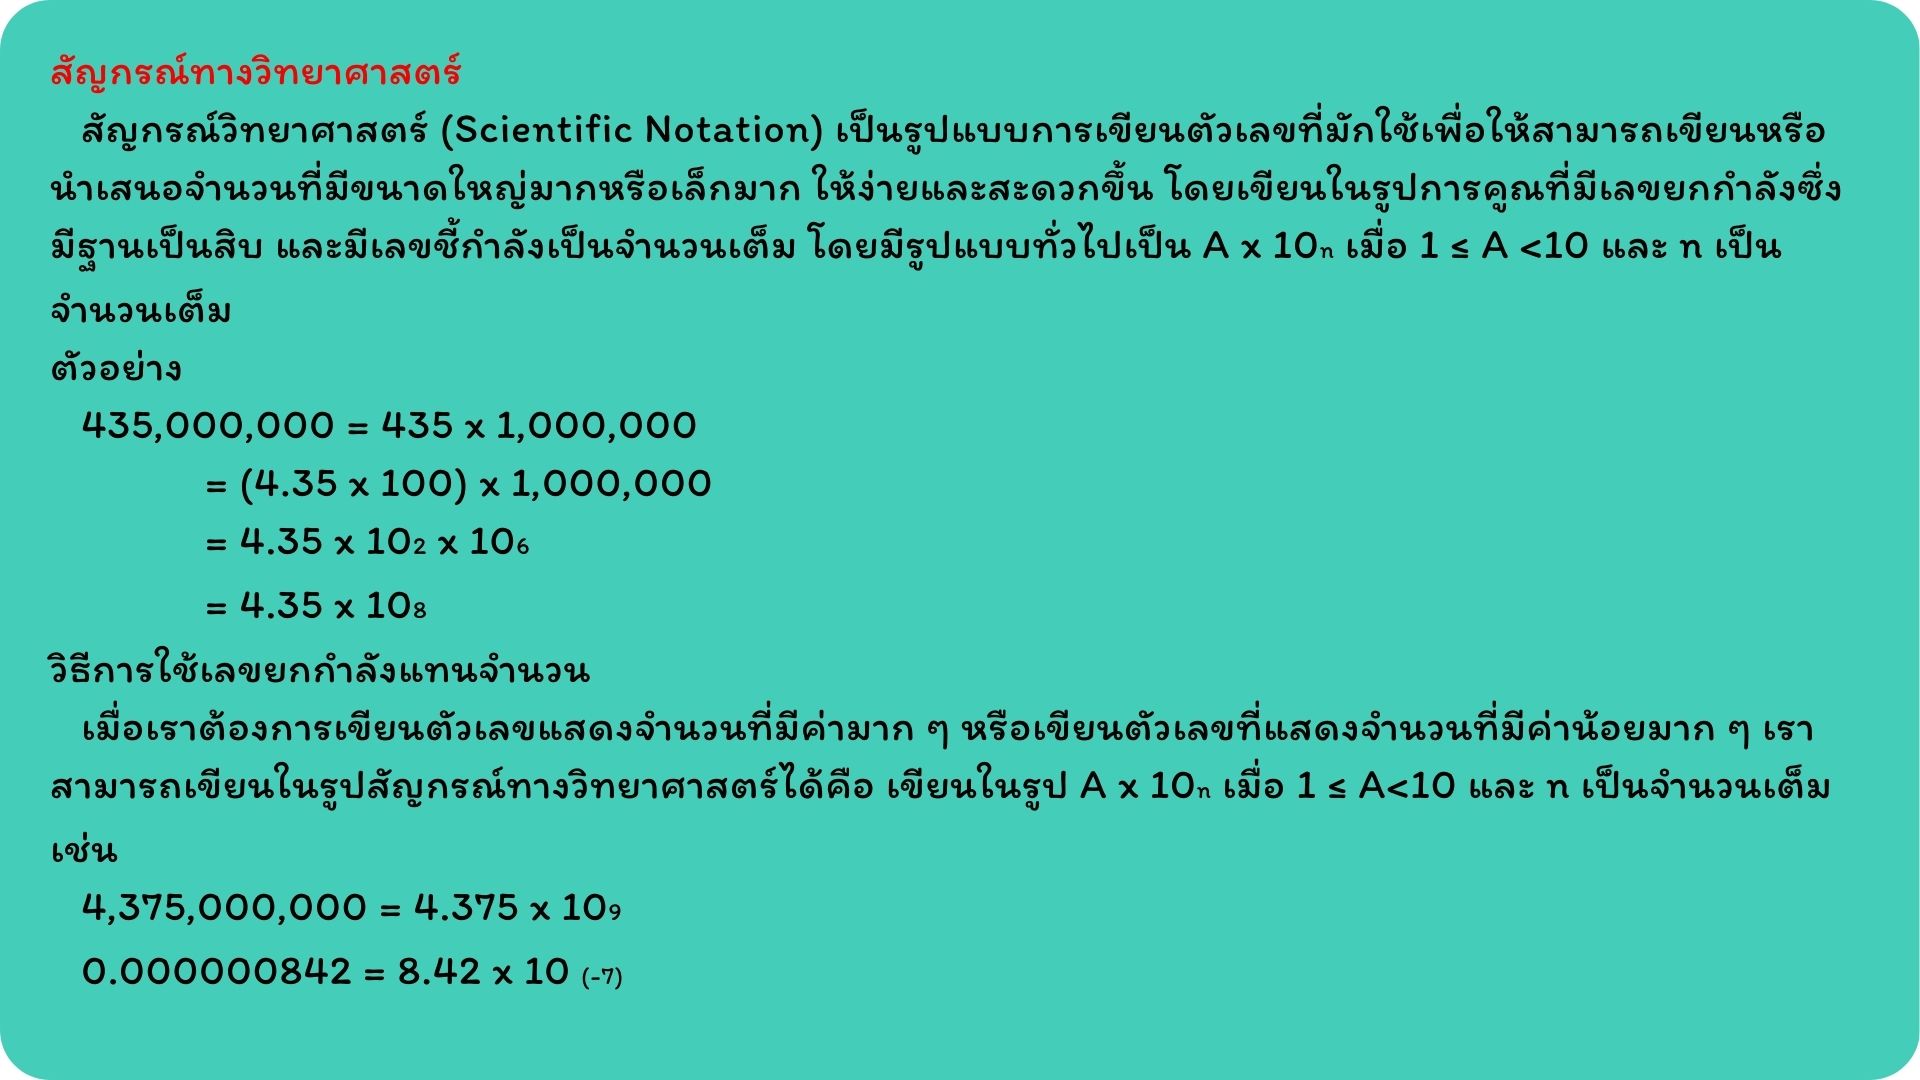 สัญกรณ์ทางวิทยาศาสตร์
สัญกรณ์วิทยาศาสตร์ (Scientific Notation) เป็นรูปแบบการเขียนตัวเลขที่มักใช้เพื่อให้สามารถเขียนหรือ
นำเสนอจำนวนที่มีขนาดใหญ่มากหรือเล็กมาก ให้ง่ายและสะดวกขึ้น โดยเขียนในรูปการคูณที่มีเลขยกกำลังซึ่ง
มีฐานเป็นสิบ และมีเลขชี้กำลังเป็นจำนวนเต็ม โดยมีรูปแบบทั่วไปเป็น A x 10n เมื่อ 1 ≤ A <10 และ n เป็น
จำนวนเต็ม
ตัวอย่าง
435,000,000 = 435 x 1,000,000
= (4.35 x 100) x 1,000,000
= 4.35 x 102 x 106
= 4.35 x 108
วิธีการใช้เลขยกกำลังแทนจำนวน
เมื่อเราต้องการเขียนตัวเลขแสดงจำนวนที่มีค่ามาก ๆ หรือเขียนตัวเลขที่แสดงจำนวนที่มีค่าน้อยมาก ๆ เรา
สามารถเขียนในรูปสัญกรณ์ทางวิทยาศาสตร์ได้คือ เขียนในรูป A x 10n เมื่อ 1 ≤ A<10 และ n เป็นจำนวนเต็ม
เช่น
4,375,000,000 = 4.375 x 109
0.000000842 = 8.42 x 10 (-7)